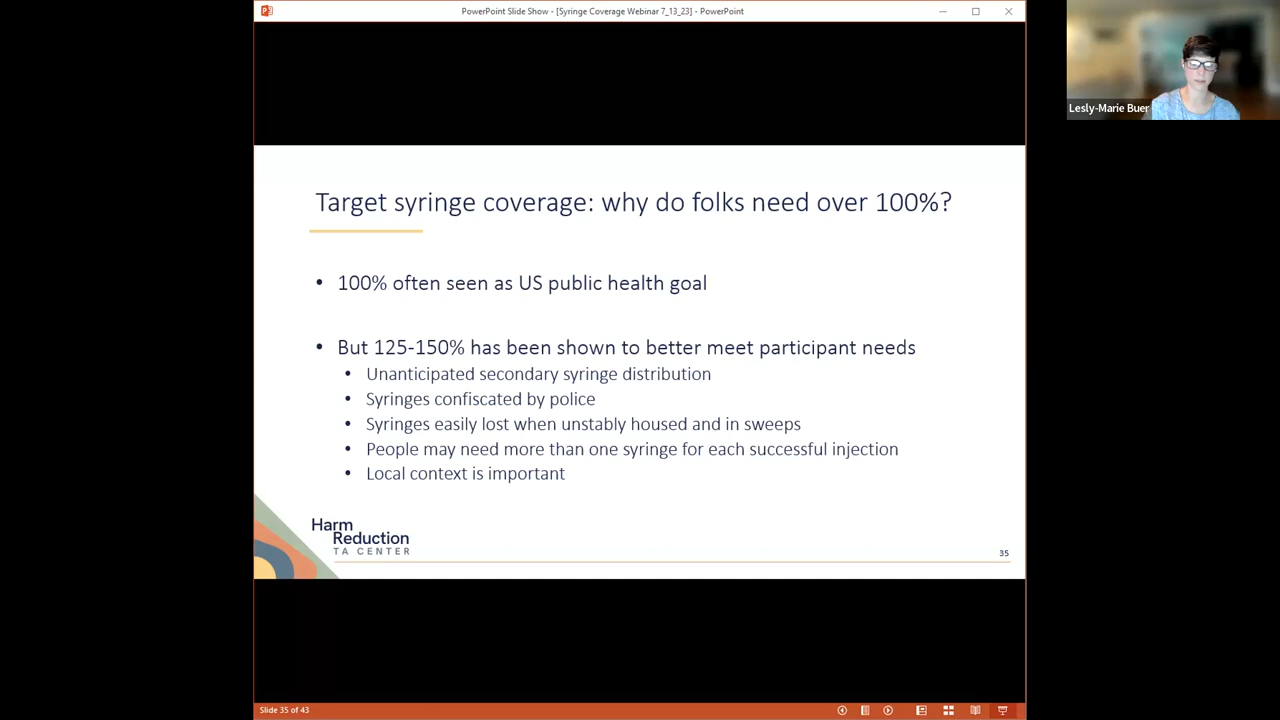 PowerPoint Slide Show - [Syringe Coverage Webinar 7_13_23] - PowerPoint
Lesly-Marie Buer
Target syringe coverage: why do folks need over 100%?
• 100% often seen as US public health goal
• But 125-150% has been shown to better meet participant needs
• Unanticipated secondary syringe distribution
• Syringes confiscated by police
• Syringes easily lost when unstably housed and in sweeps
• People may need more than one syringe for each successful injection
• Local context is important
Harm
Reduction
TA CENTER
35
Slide 35 of 43